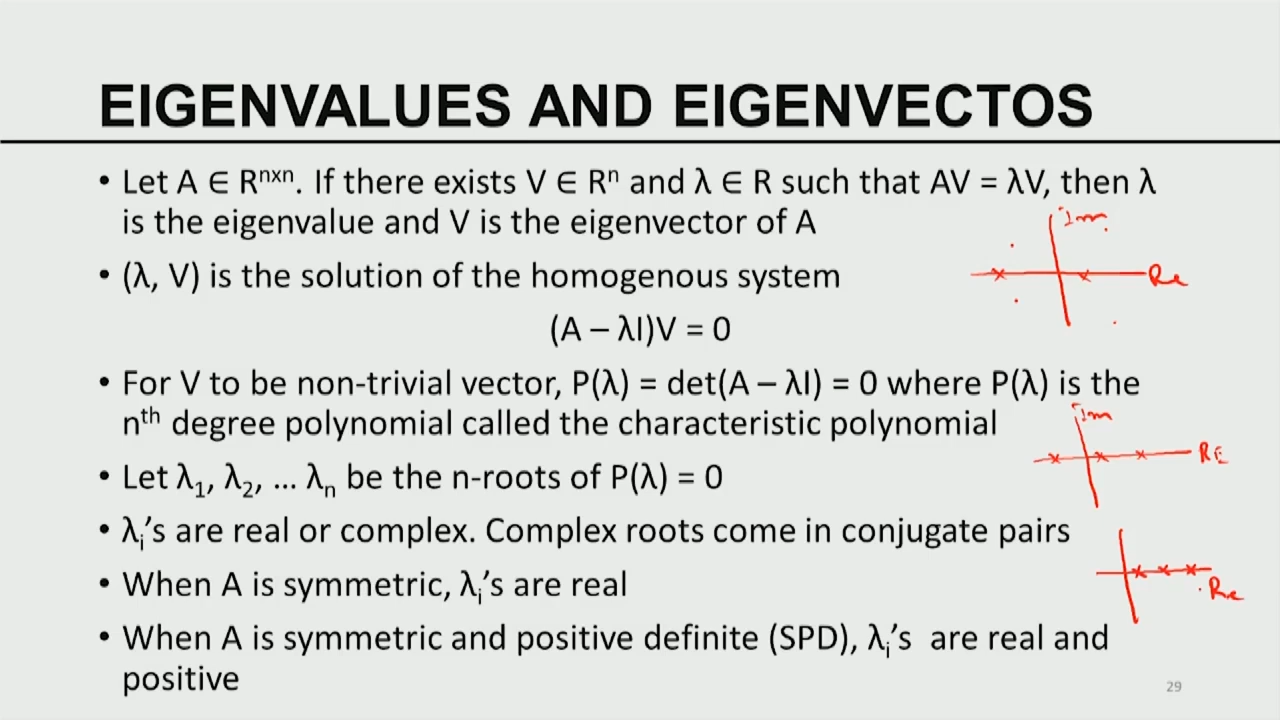 EIGENVALUES AND EIGENVECTOS
• Let A ∈ Rⁿˣⁿ. If there exists V ∈ Rⁿ and λ ∈ R such that AV = λV, then λ
is the eigenvalue and V is the eigenvector of A
Im
• (λ, V) is the solution of the homogenous system
Re
(A – λI)V = 0
• For V to be non-trivial vector, P(λ) = det(A – λI) = 0 where P(λ) is the
nᵗʰ degree polynomial called the characteristic polynomial
Im
RE
• Let λ₁, λ₂, … λₙ be the n-roots of P(λ) = 0
• λᵢ’s are real or complex. Complex roots come in conjugate pairs
• When A is symmetric, λᵢ’s are real
Re
• When A is symmetric and positive definite (SPD), λᵢ’s are real and
positive
29